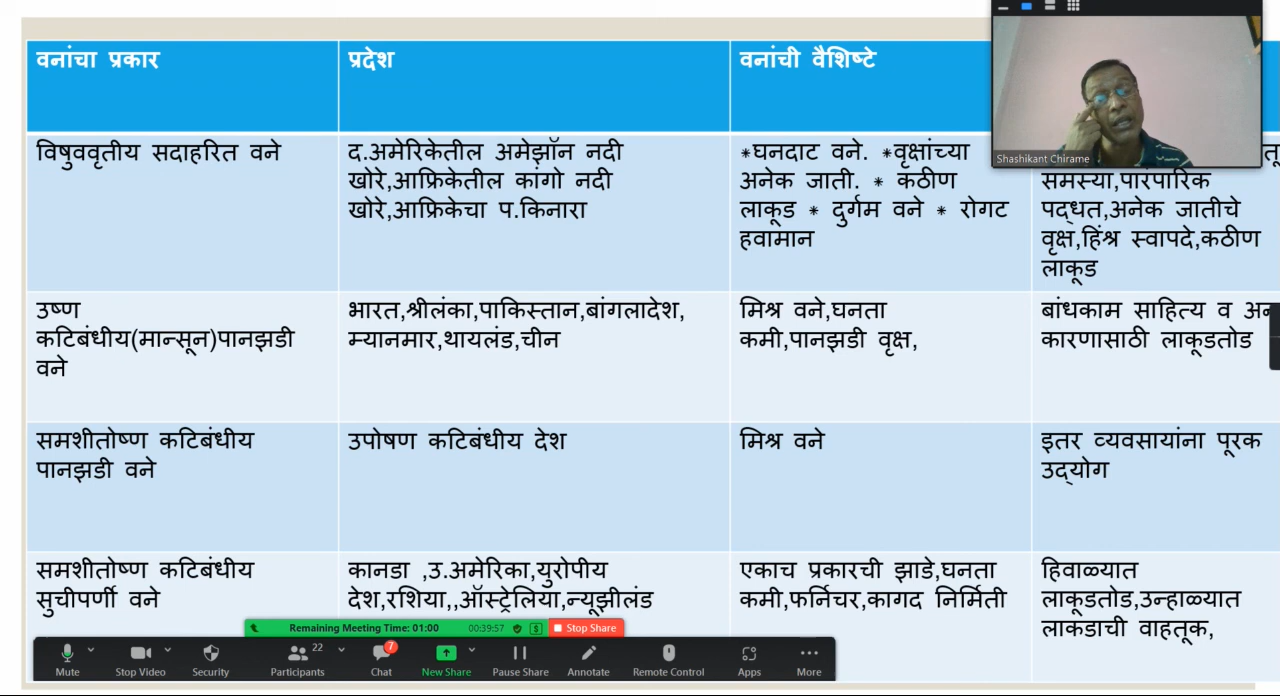 वनांचा प्रकार
प्रदेश
वनांची वैशिष्टे
विषुववृतीय सदाहरित वने
द.अमेरिकेतील अमेझॉन नदी
खोरे,आफ्रिकेतील कांगो नदी
खोरे,आफ्रिकेचा प.किनारा
*घनदाट वने. *वृक्षांच्या
अनेक जाती. * कठीण
लाकूड * दुर्गम वने * रोगट
हवामान
समस्या,पारंपारिक
पद्धत,अनेक जातीचे
वृक्ष,हिंश्र स्वापदे,कठीण
लाकूड
उष्ण
कटिबंधीय(मान्सून)पानझडी
वने
भारत,श्रीलंका,पाकिस्तान,बांगलादेश,
म्यानमार,थायलंड,चीन
मिश्र वने,घनता
कमी,पानझडी वृक्ष,
बांधकाम साहित्य व
कारणासाठी लाकूडतोड
समशीतोष्ण कटिबंधीय
पानझडी वने
उपोषण कटिबंधीय देश
मिश्र वने
इतर व्यवसायांना पूरक
उद्योग
समशीतोष्ण कटिबंधीय
सुचीपर्णी वने
कानडा ,उ.अमेरिका,युरोपीय
देश,रशिया,,ऑस्ट्रेलिया,न्यूझीलंड
एकाच प्रकारची झाडे,घनता
कमी,फर्निचर,कागद निर्मिती
हिवाळ्यात
लाकूडतोड,उन्हाळ्यात
लाकडाची वाहतूक,
Shashikant Chirame
Remaining Meeting Time: 01:00 00:39:57 Stop Share
22 7
Mute Stop Video Security Participants Chat New Share Pause Share Annotate Remote Control Apps More